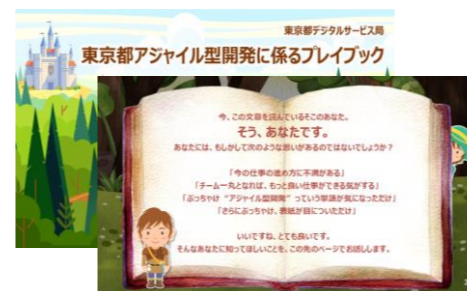 東京都デジタルサービス局
東京都アジャイル型開発に係るプレイブック
今、この文章を読んでいるそこのあなた。
そう、あなたです。
あなたには、もしかして次のような思いがあるのではないでしょうか？
「今の仕事の進め方に不満がある」
「チーム一丸となれば、もっと良い仕事ができる気がする」
「ぶっちゃけ“アジャイル型開発”っていう単語が気になっただけ」
「さらにぶっちゃけ、表紙が目についただけ」
いいですね、とても良いです。
そんなあなたに知ってほしいことを、この先のページでお話しします。